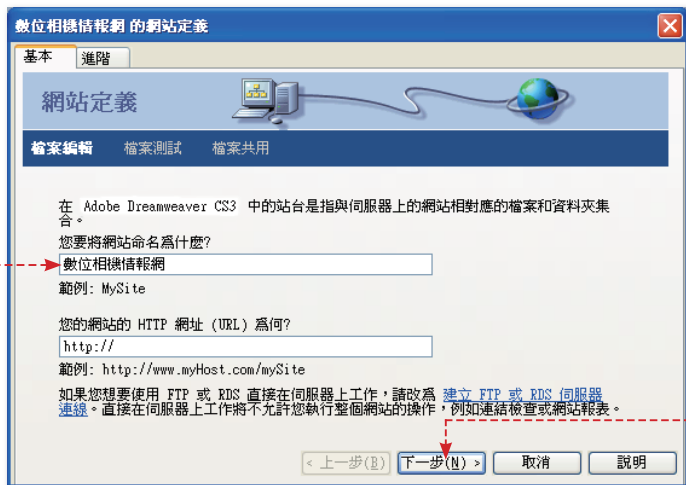 數位相機情報網 的網站定義
基本 進階
網站定義
檔案編輯 檔案測試 檔案共用
在 Adobe Dreamweaver CS3 中的站台是指與伺服器上的網站相對應的檔案和資料夾集
合。
您要將網站命名爲什麼?
數位相機情報網
範例: MySite
您的網站的 HTTP 網址 (URL) 爲何?
http://
範例: http://www.myHost.com/mySite
如果您想要使用 FTP 或 RDS 直接在伺服器上工作,請改爲 建立 FTP 或 RDS 伺服器
連線。直接在伺服器上工作將不允許您執行整個網站的操作,例如連結檢查或網站報表。
< 上一步(B) 下一步(N) > 取消 說明